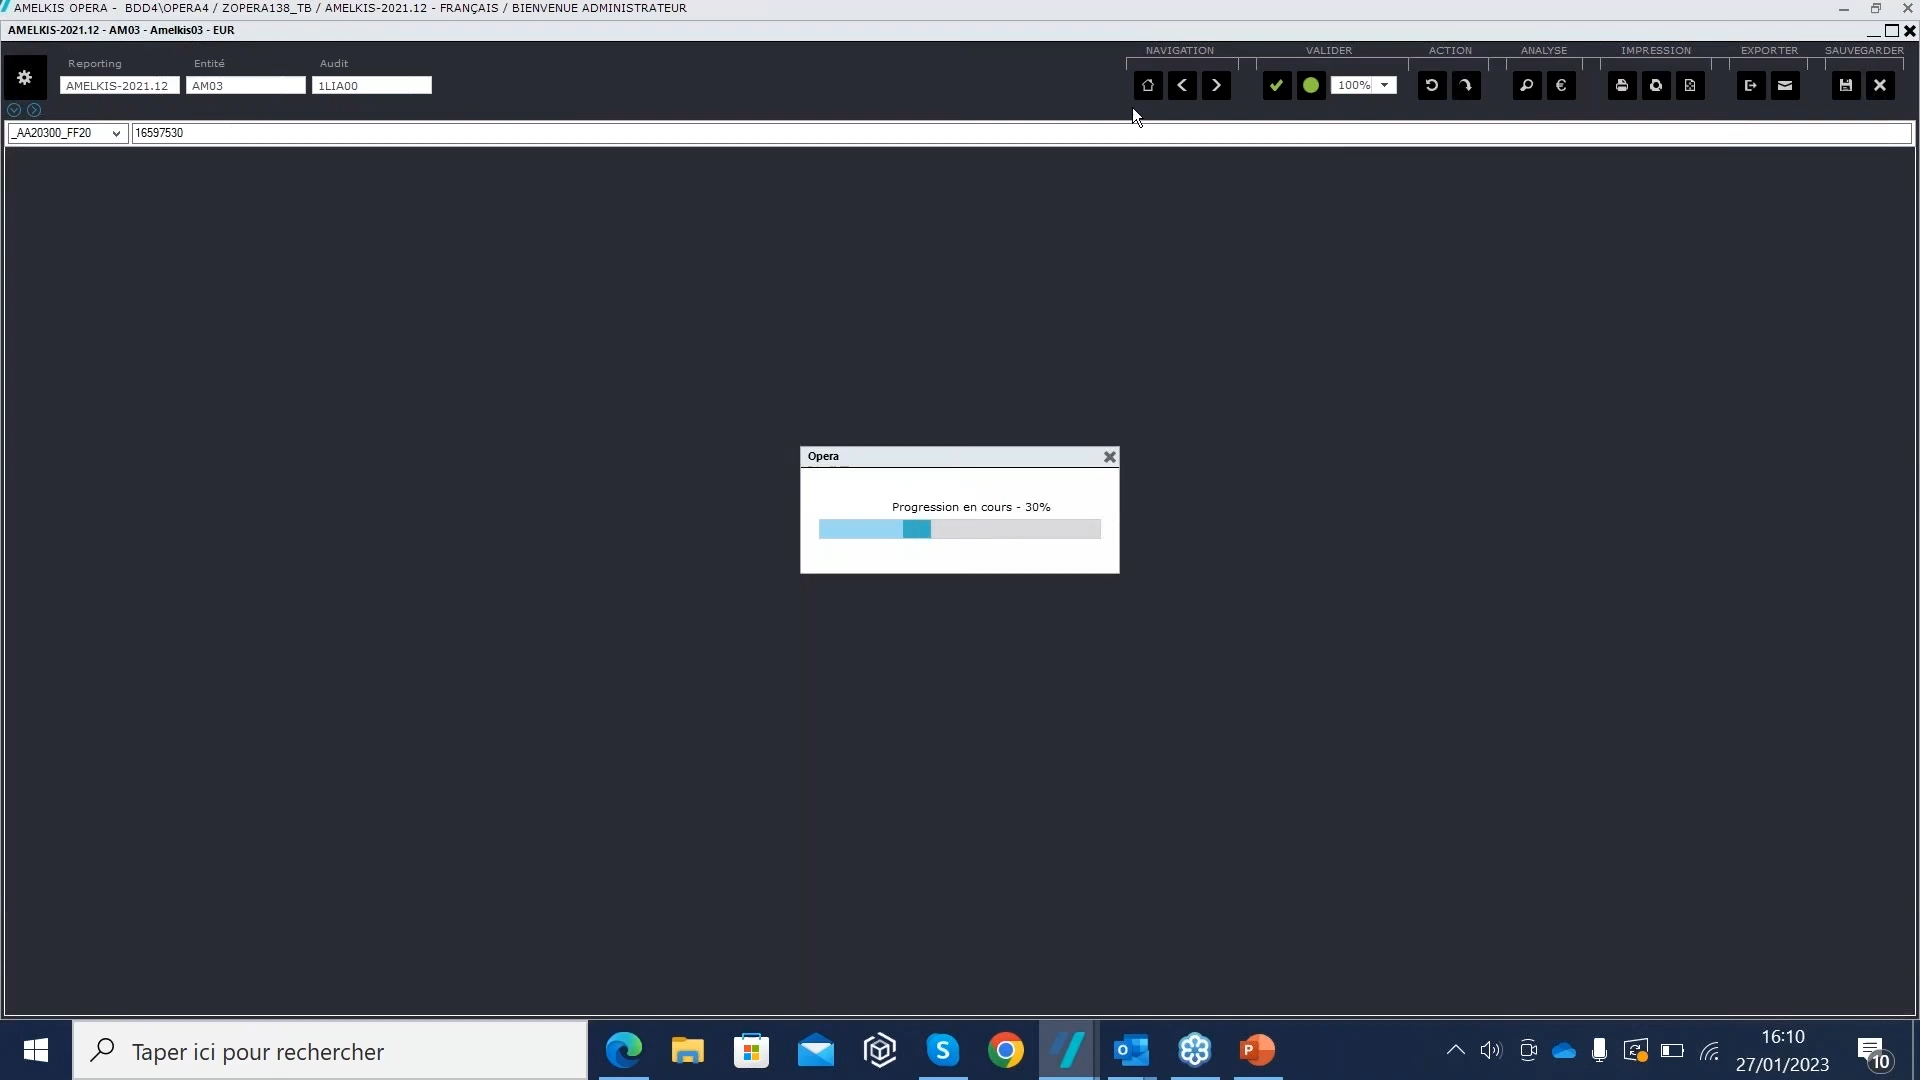 AMELKIS OPERA - BDD4\OPERA4 / ZOPERA138_TB / AMELKIS-2021.12 - FRANÇAIS / BIENVENUE ADMINISTRATEUR
AMELKIS-2021.12 - AM03 - Amelkis03 - EUR
NAVIGATION VALIDER ACTION ANALYSE IMPRESSION EXPORTER SAUVEGARDER
Reporting Entité Audit
AMELKIS-2021.12 AM03 1LIA00 100% €
_AA20300_FF20 16597530
Opera
Progression en cours - 30%
Taper ici pour rechercher
16:10
27/01/2023
10